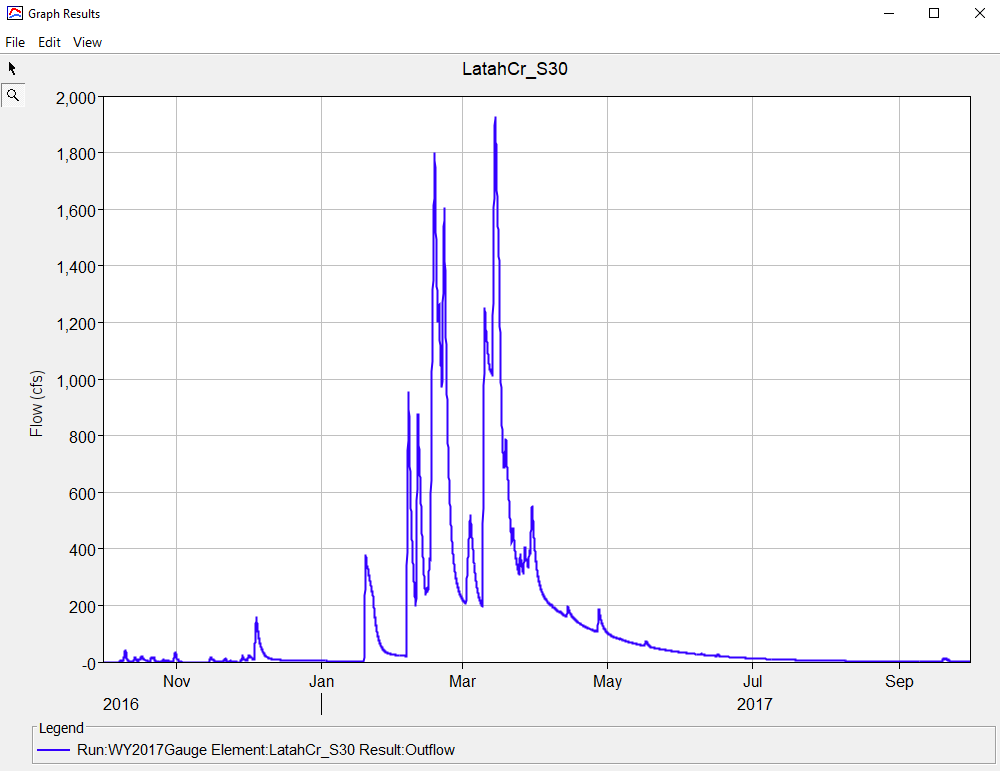 Graph Results
File Edit View
LatahCr_S30
2,000
1,800
1,600
1,400
1,200
1,000
800
600
400
200
-0
Flow (cfs)
Nov Jan Mar May Jul Sep
2016 2017
Legend
Run:WY2017Gauge Element:LatahCr_S30 Result:Outflow